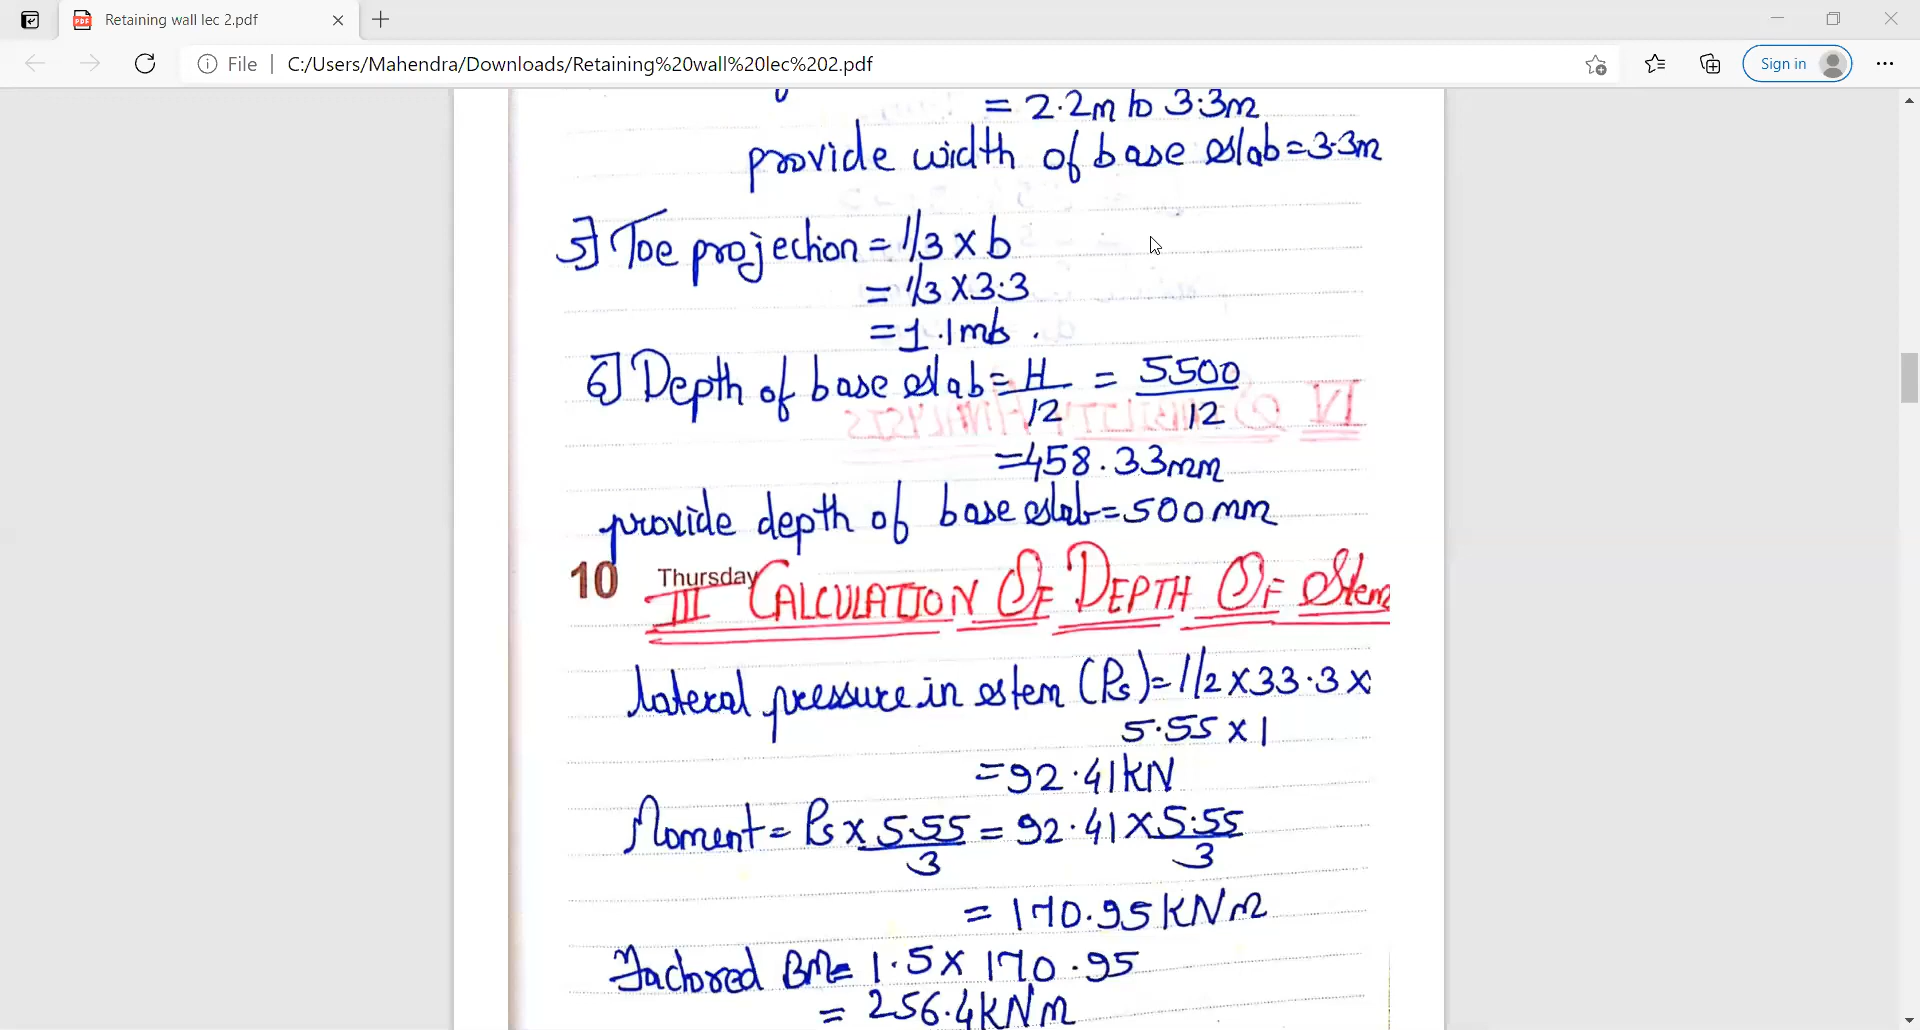 Retaining wall lec 2.pdf
File | C:/Users/Mahendra/Downloads/Retaining%20wall%20lec%202.pdf
Sign in
= 2.2m to 3.3m
provide width of base slab = 3.3m
5] Toe projection = 1/3 x b
= 1/3 x 3.3
= 1.1m
6] Depth of base slab = H/12 = 5500/12
= 458.33mm
provide depth of base slab = 500mm
10 Thursday
III CALCULATION OF DEPTH OF Stem
lateral pressure in stem (Ps) = 1/2 x 33.3 x
5.55 x 1
= 92.41 KN
Moment = Ps x 5.55/3 = 92.41 x 5.55/3
= 170.95 KNm
Factored BM = 1.5 x 170.95
= 256.4 KNm